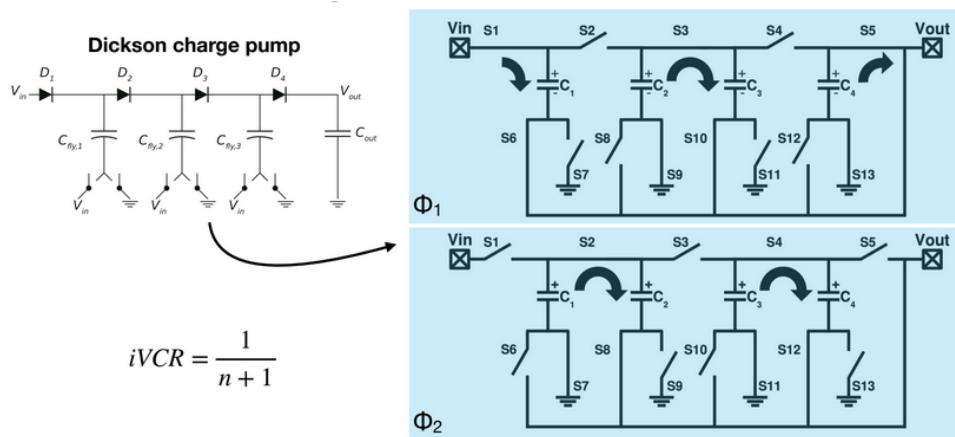 Dickson charge pump
D1 D2 D3 D4
Vin Vout
Cfly,1 Cfly,2 Cfly,3 Cout
Vin Vin Vin
iVCR = 1 / n + 1
Vin S1 S2 S3 S4 S5 Vout
+ + + +
- C1 - C2 - C3 - C4
S6 S8 S10 S12
S7 S9 S11 S13
Φ1
Vin S1 S2 S3 S4 S5 Vout
+ + + +
C1 C2 C3 C4
S6 S8 S10 S12
S7 S9 S11 S13
Φ2